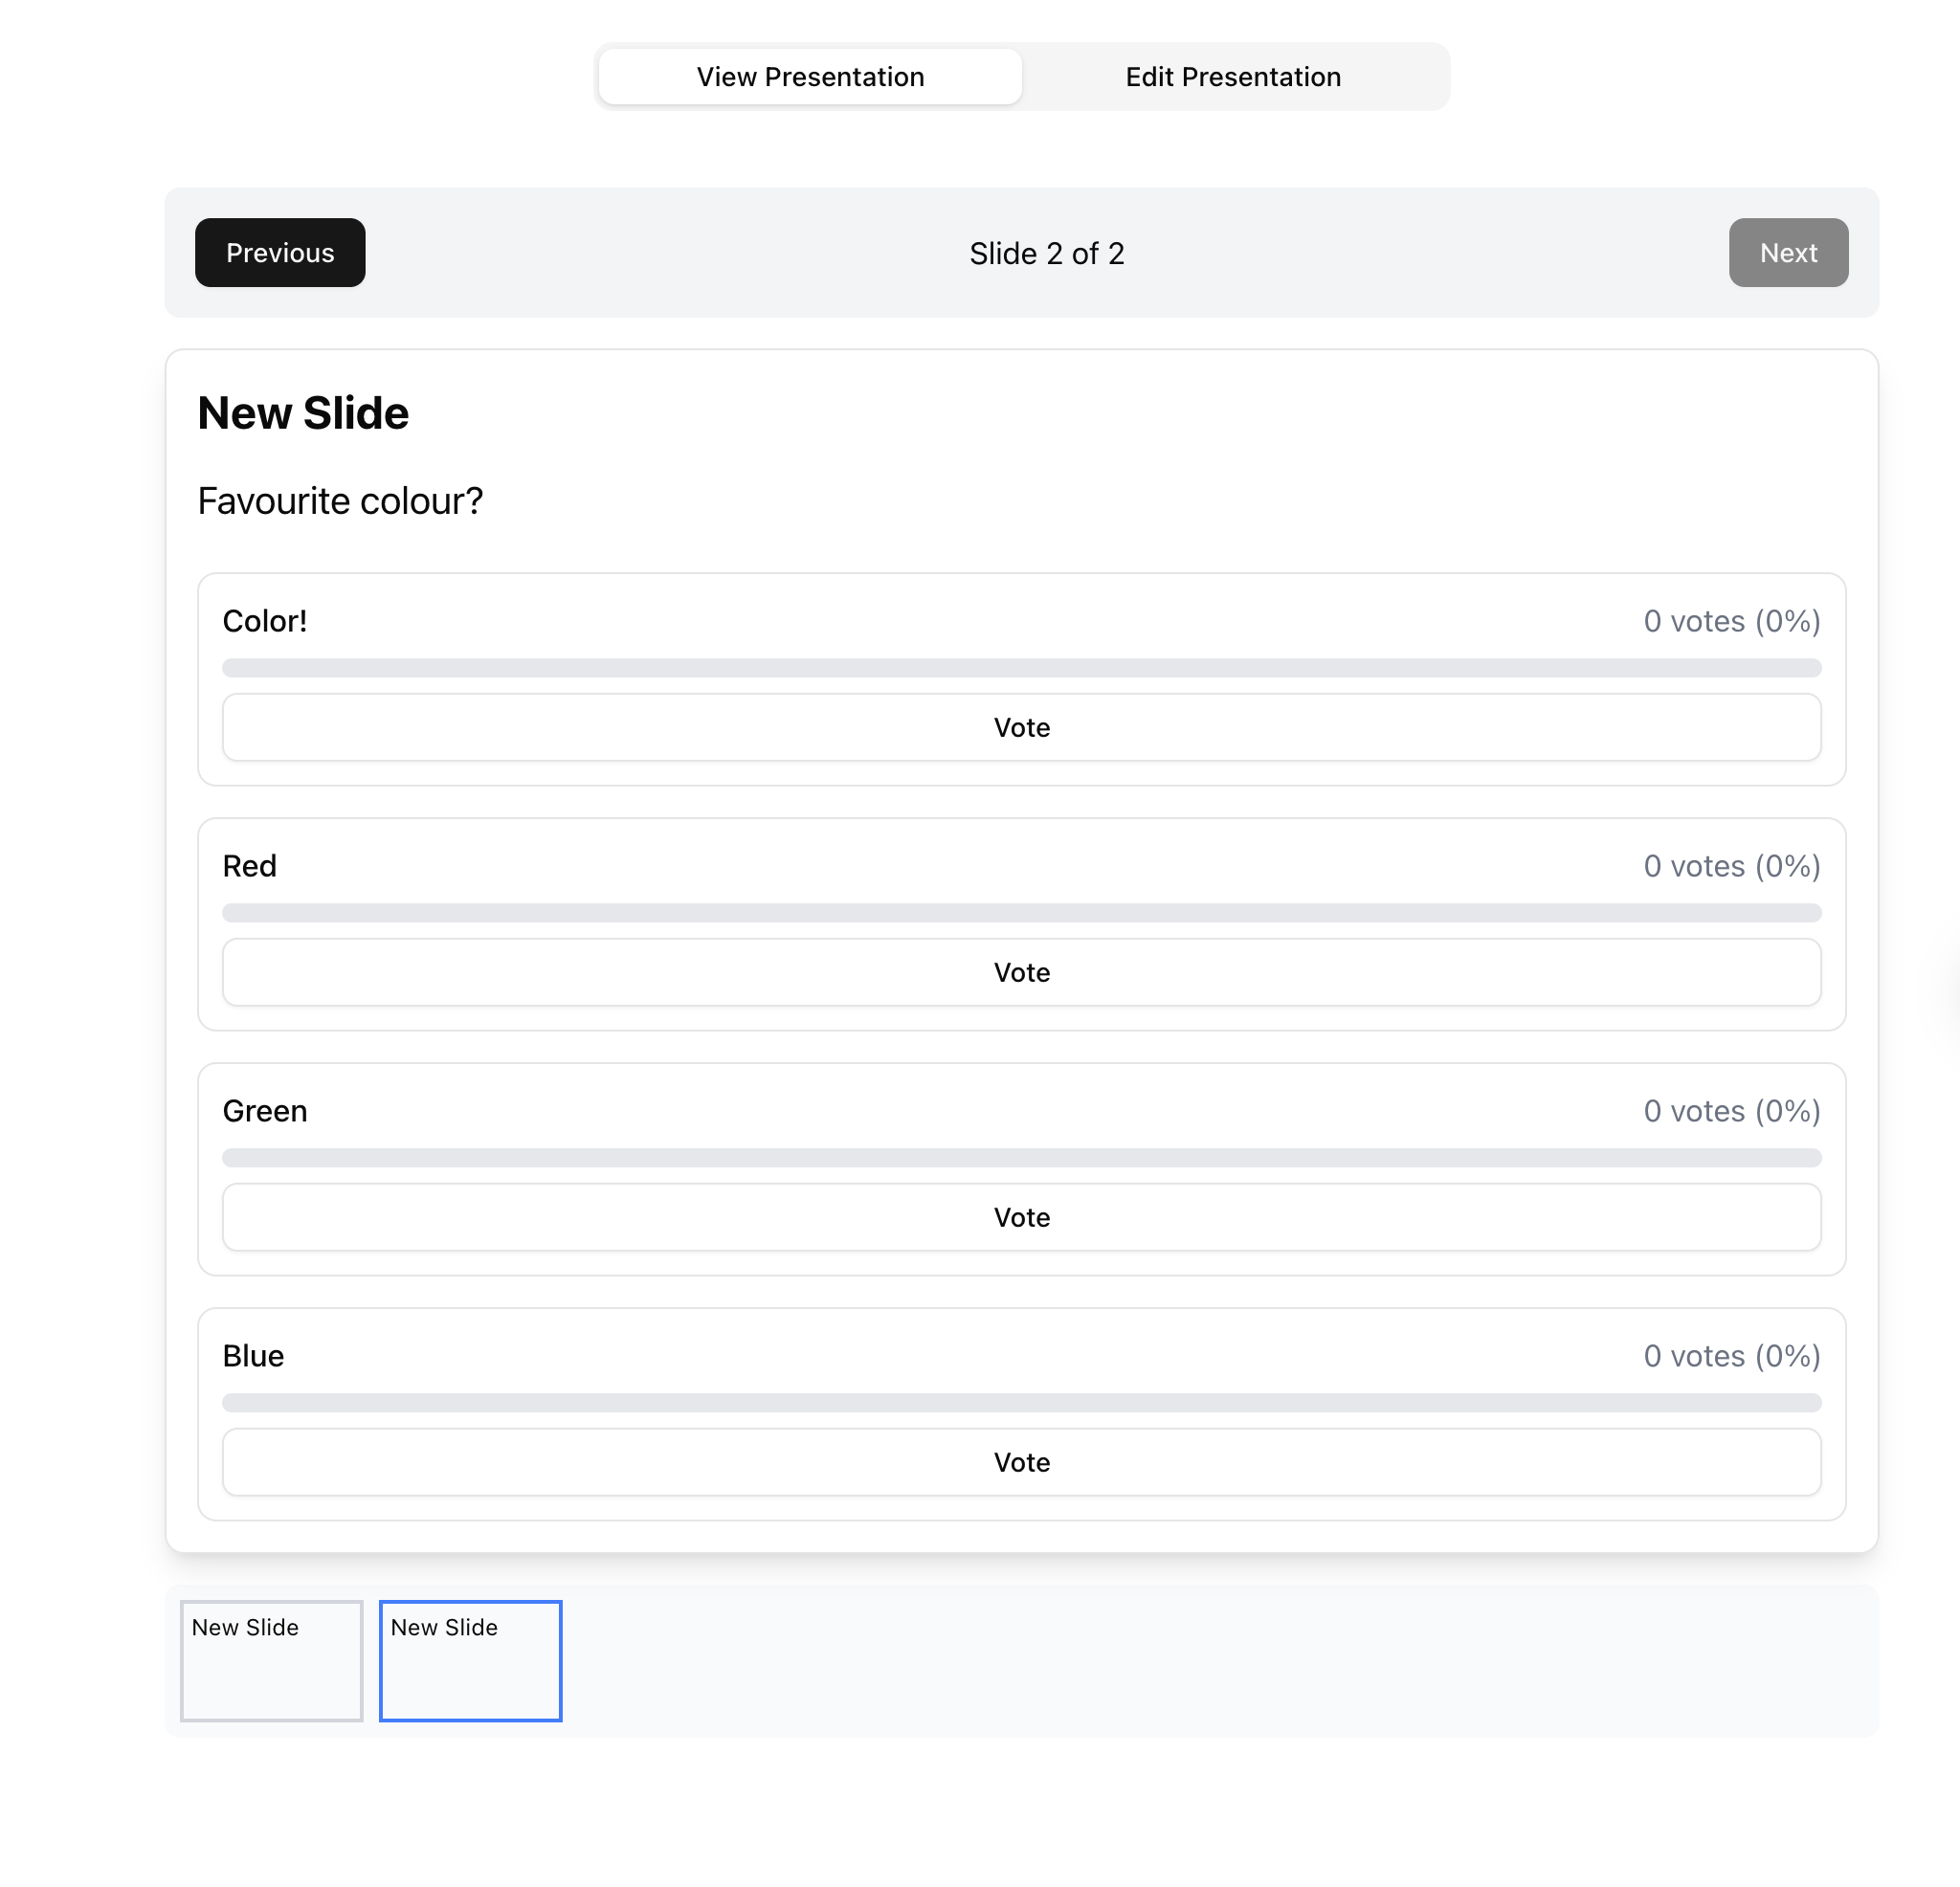 View Presentation Edit Presentation
Previous Slide 2 of 2 Next
New Slide
Favourite colour?
Color! 0 votes (0%)
Vote
Red 0 votes (0%)
Vote
Green 0 votes (0%)
Vote
Blue 0 votes (0%)
Vote
New Slide New Slide